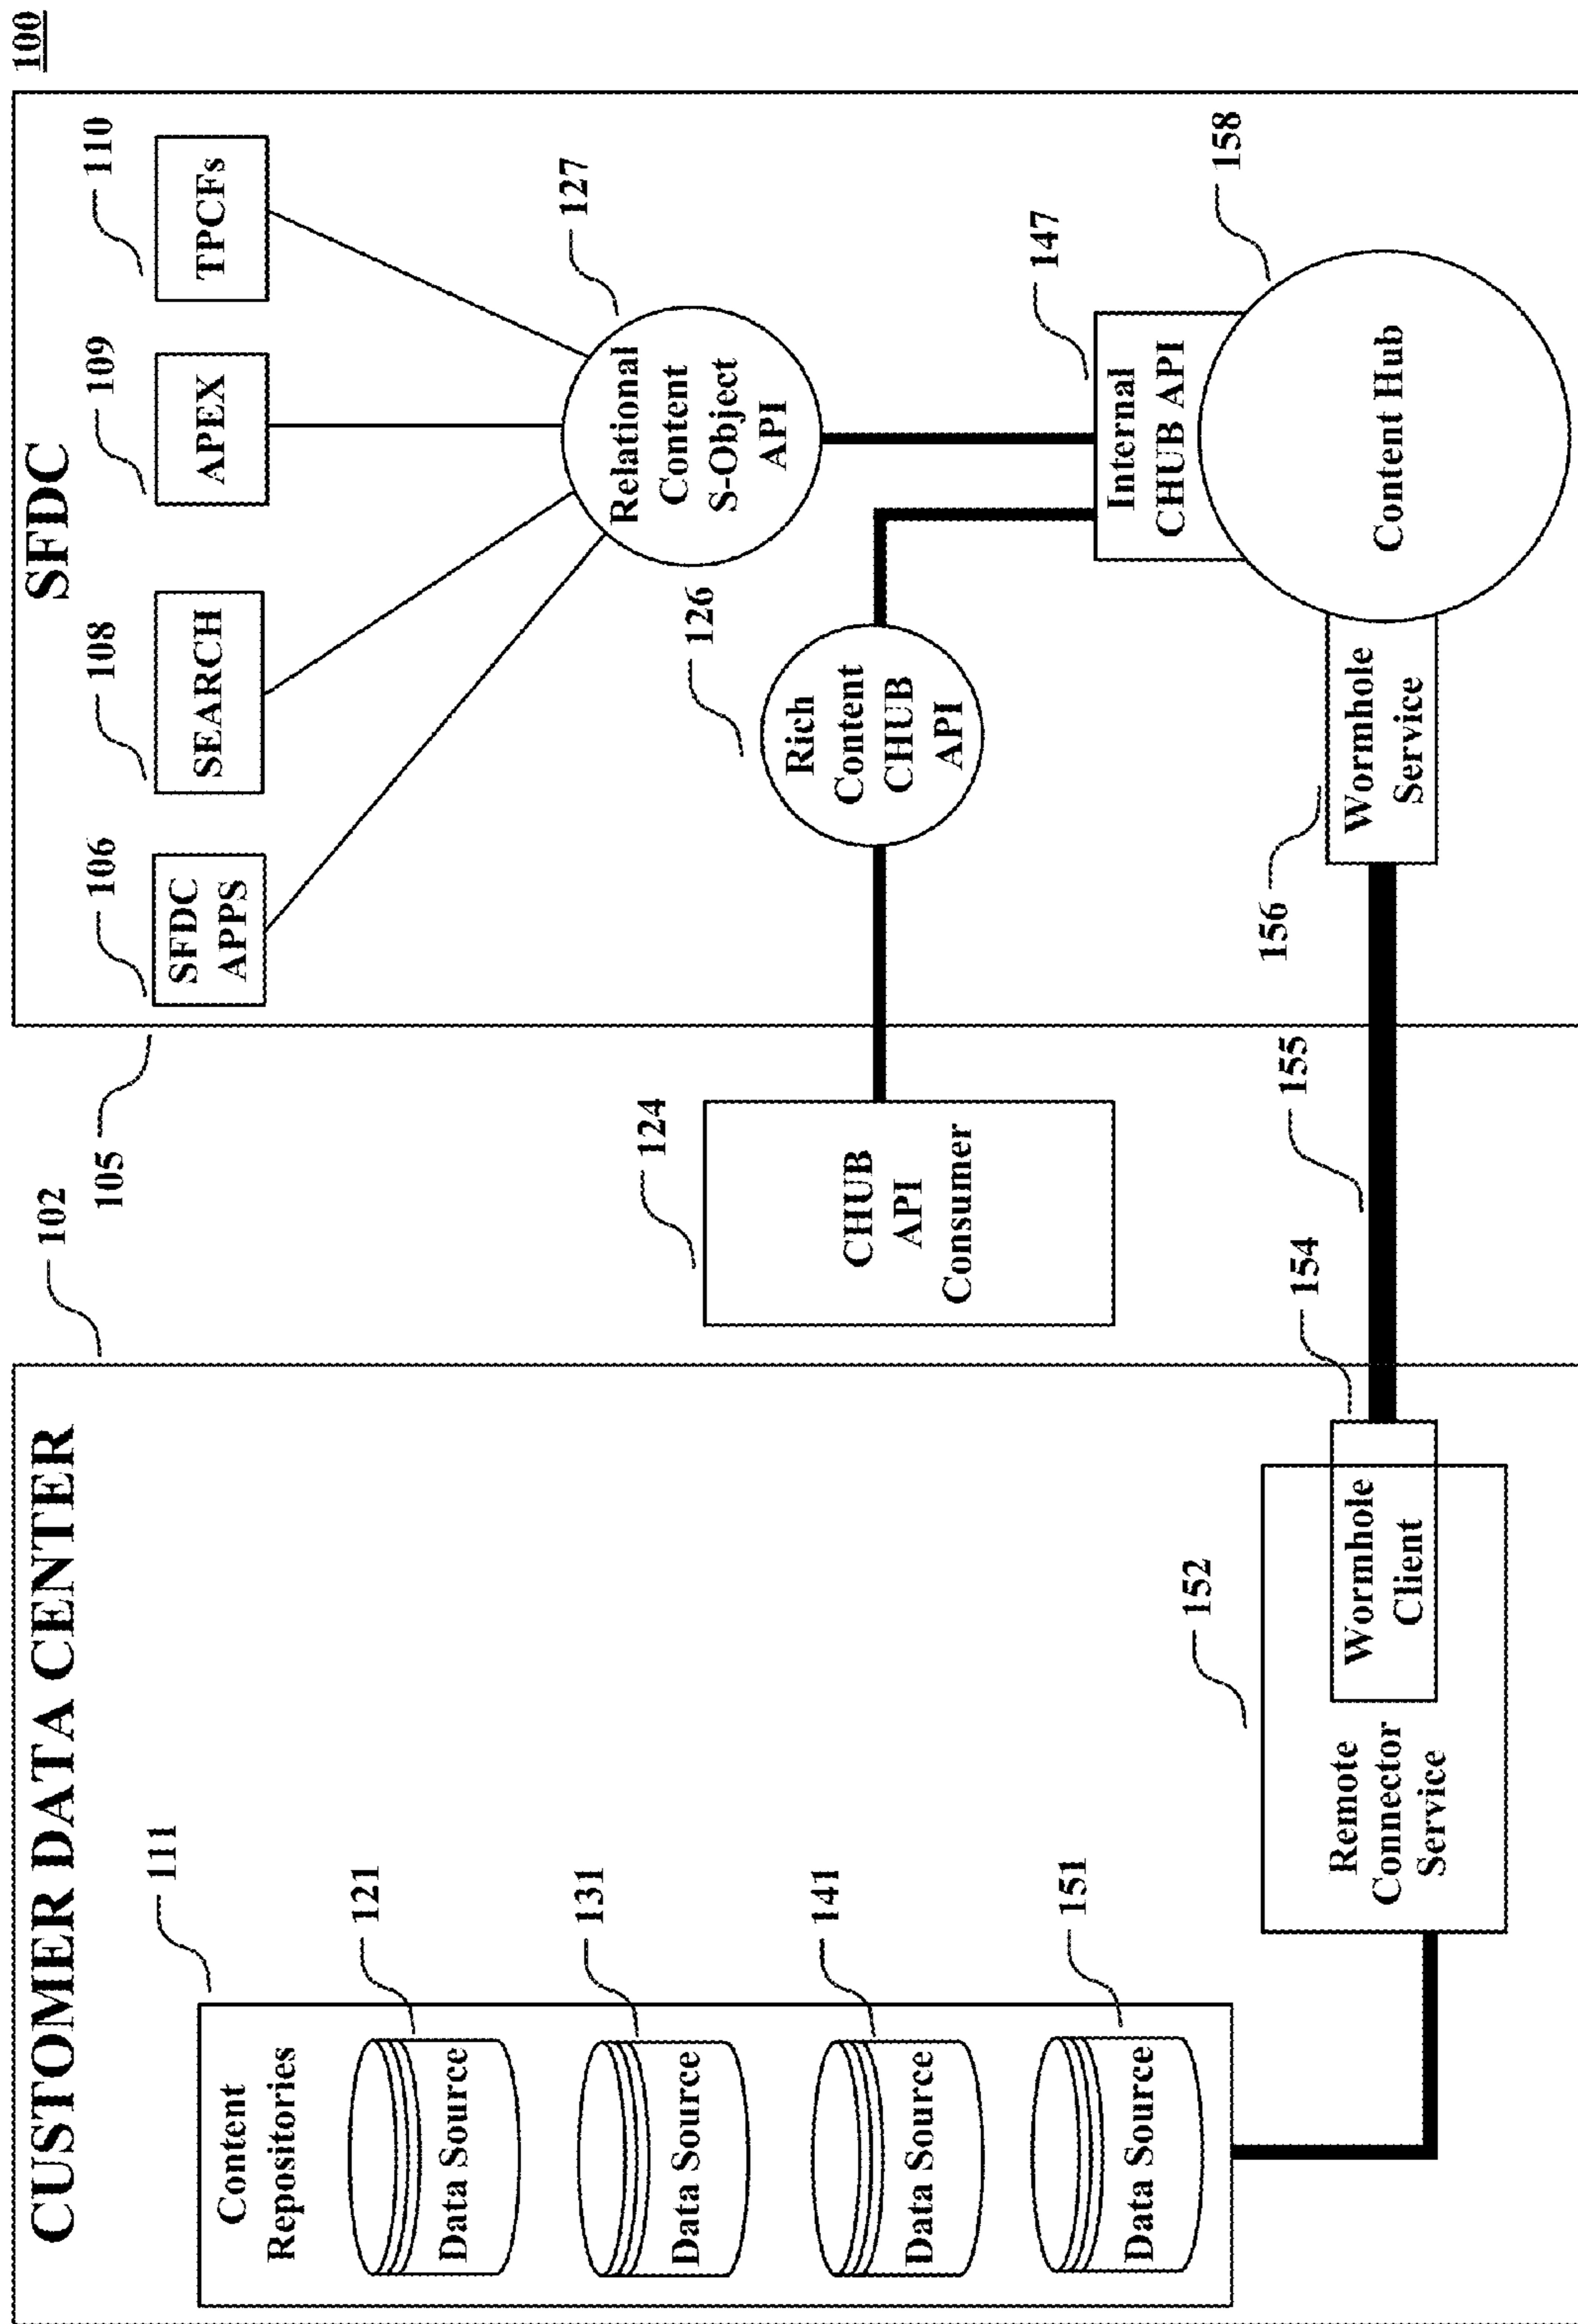 100
CUSTOMER DATA CENTER
102
111
Content
Repositories
121
Data Source
131
Data Source
141
Data Source
151
Data Source
152
Remote
Connector
Service
154
Wormhole
Client
155
124
CHUB
API
Consumer
105
SFDC
106
SFDC
APPS
108
SEARCH
109
APEX
110
TPCFs
127
Relational
Content
S-Object
API
126
Rich
Content
CHUB
API
147
Internal
CHUB API
156
Wormhole
Service
158
Content Hub